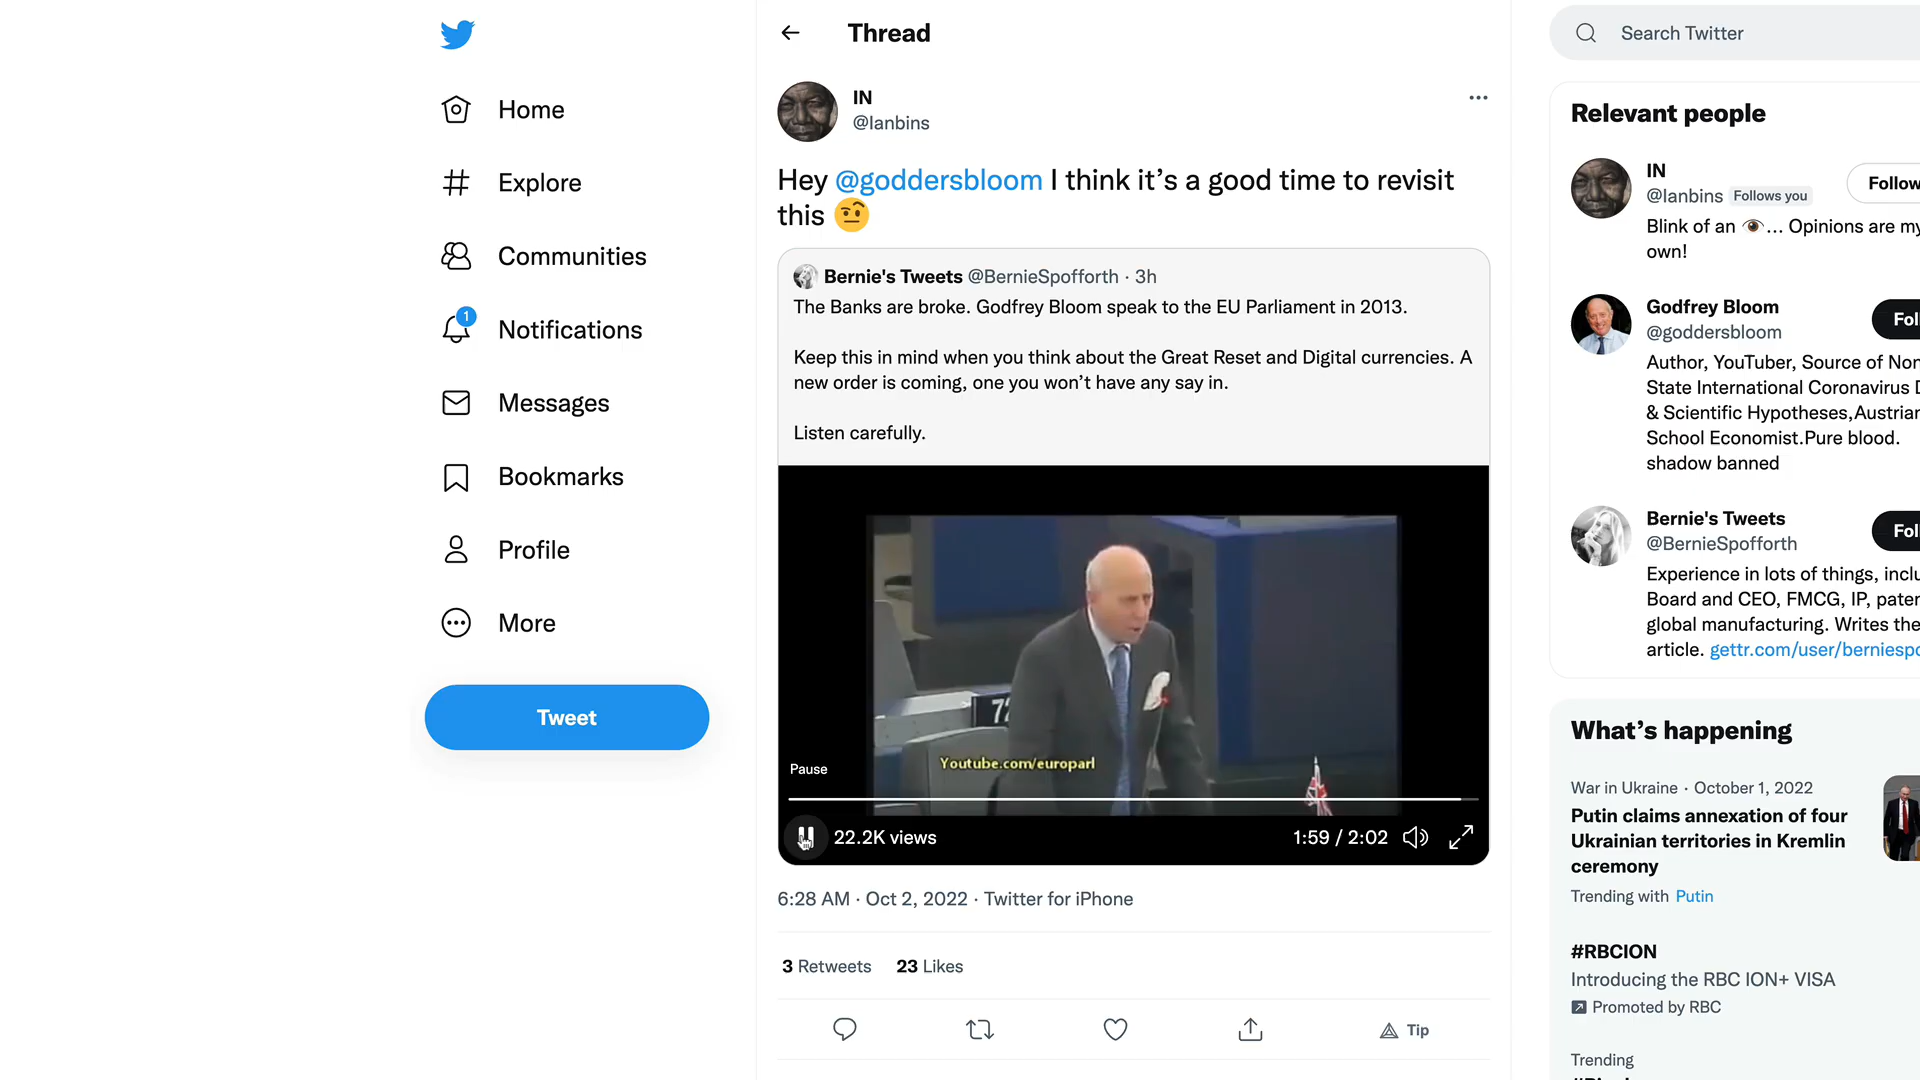 Home
Explore
Communities
1
Notifications
Messages
Bookmarks
Profile
More
Tweet
Thread
IN
@Ianbins
Hey @goddersbloom I think it’s a good time to revisit
this
Bernie's Tweets @BernieSpofforth · 3h
The Banks are broke. Godfrey Bloom speak to the EU Parliament in 2013.
Keep this in mind when you think about the Great Reset and Digital currencies. A
new order is coming, one you won’t have any say in.
Listen carefully.
72
Youtube.com/europarl
Pause
22.2K views
1:59 / 2:02
6:28 AM · Oct 2, 2022 · Twitter for iPhone
3 Retweets 23 Likes
Tip
Search Twitter
Relevant people
IN
@Ianbins Follows you
Follow
Blink of an ... Opinions are my
own!
Godfrey Bloom
@goddersbloom
Fol
Author, YouTuber, Source of Non
State International Coronavirus D
& Scientific Hypotheses,Austrian
School Economist.Pure blood.
shadow banned
Bernie's Tweets
@BernieSpofforth
Fol
Experience in lots of things, inclu
Board and CEO, FMCG, IP, paten
global manufacturing. Writes the
article. gettr.com/user/berniespo
What’s happening
War in Ukraine · October 1, 2022
Putin claims annexation of four
Ukrainian territories in Kremlin
ceremony
Trending with Putin
#RBCION
Introducing the RBC ION+ VISA
Promoted by RBC
Trending